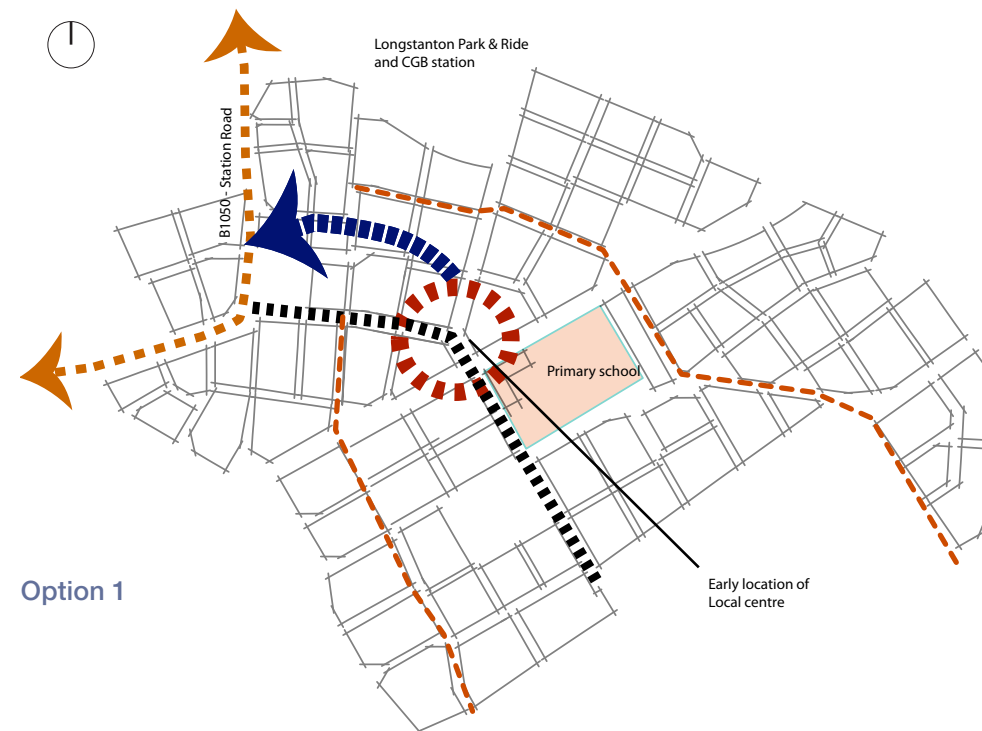 Longstanton Park & Ride
and CGB station
B1050 - Station Road
Primary school
Option 1
Early location of
Local centre